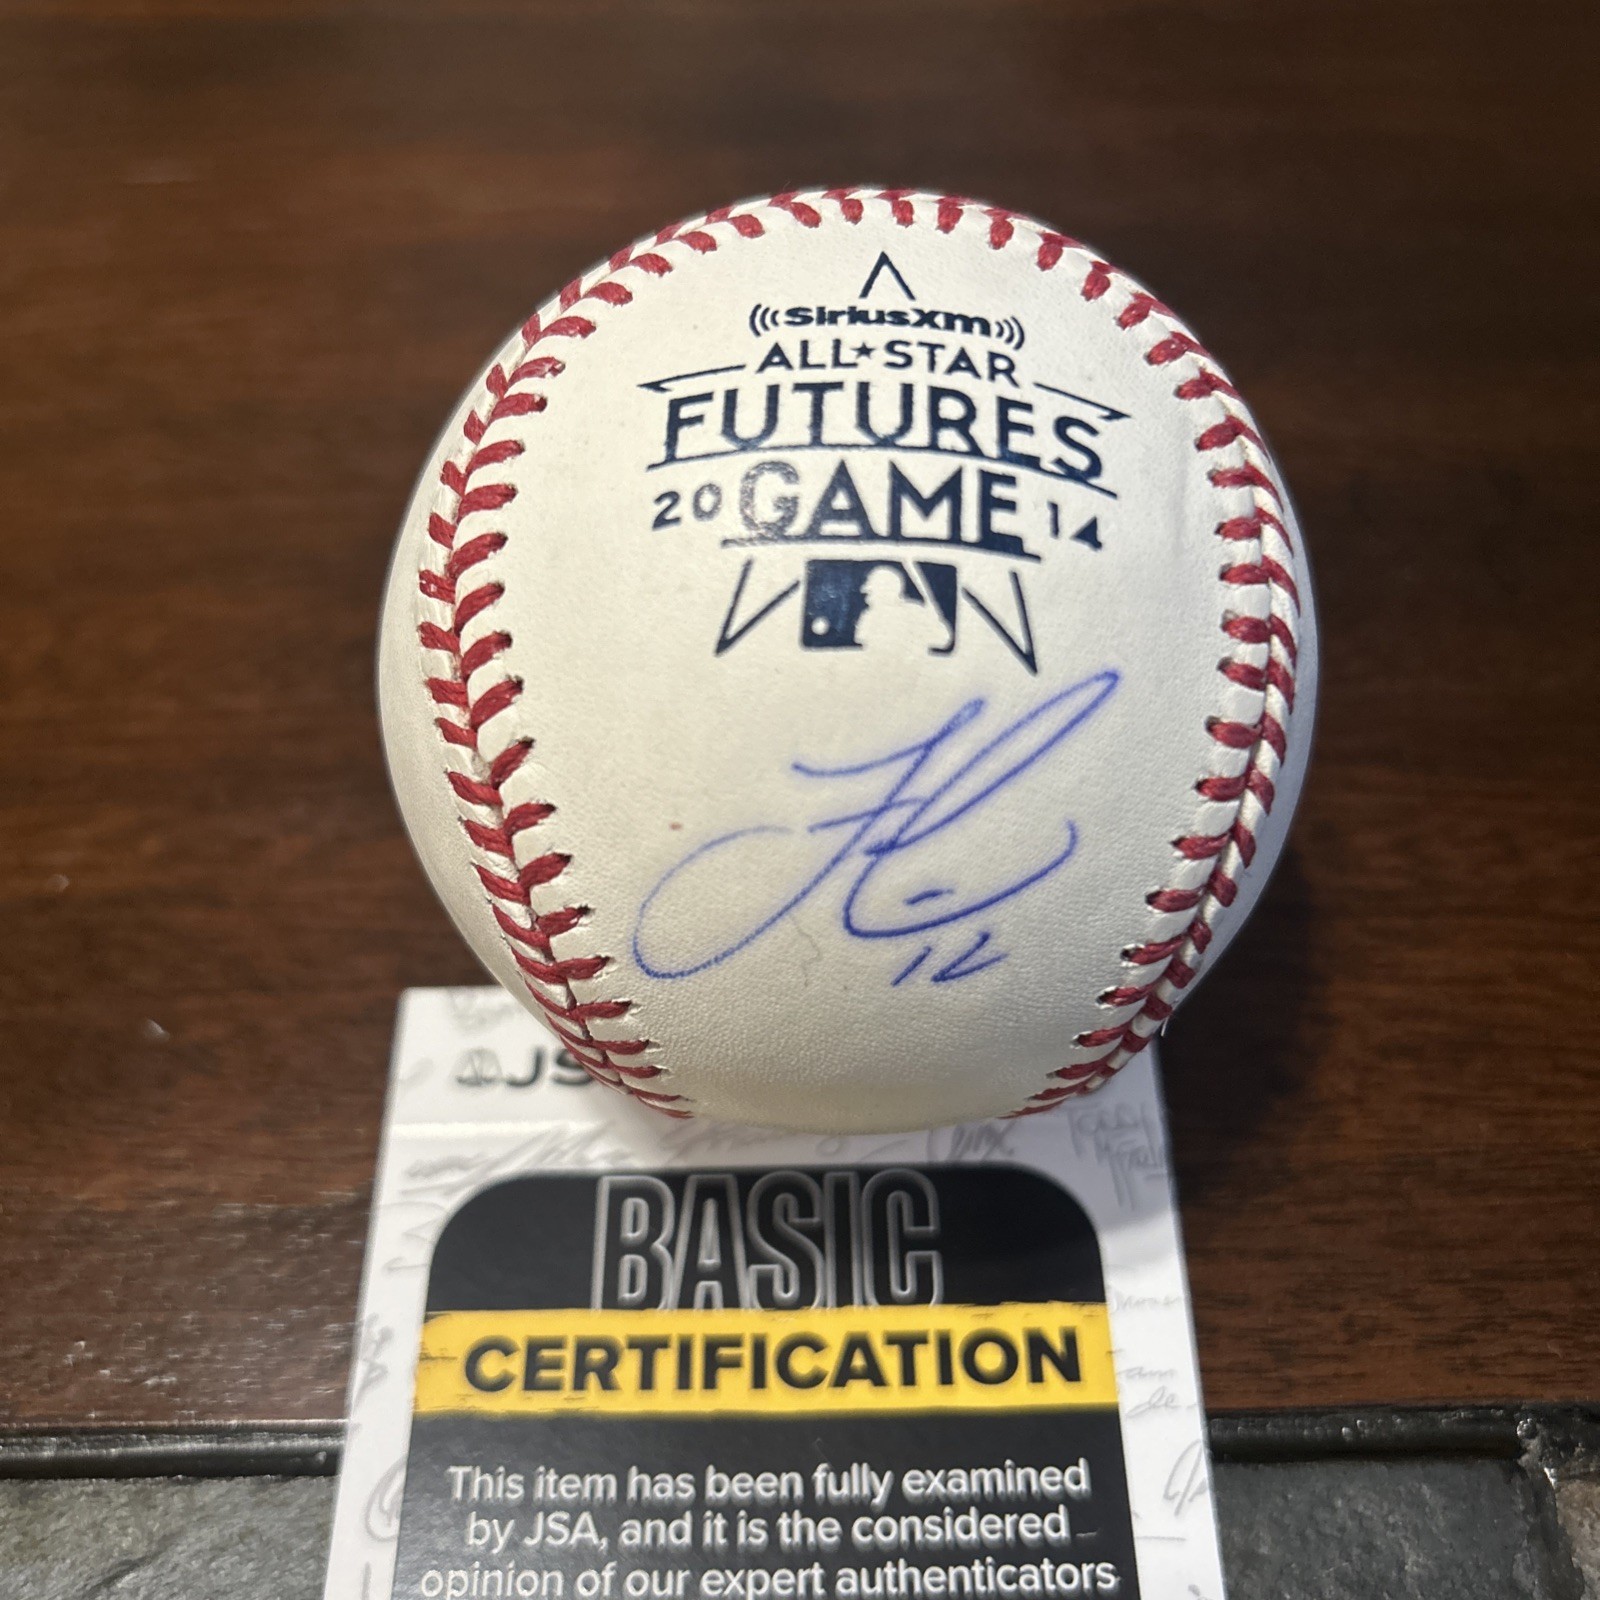 SiriusXM
ALL★STAR
FUTURES
20 GAME 14
12
JS
BASIC
CERTIFICATION
This item has been fully examined
by JSA, and it is the considered
opinion of our expert authenticators